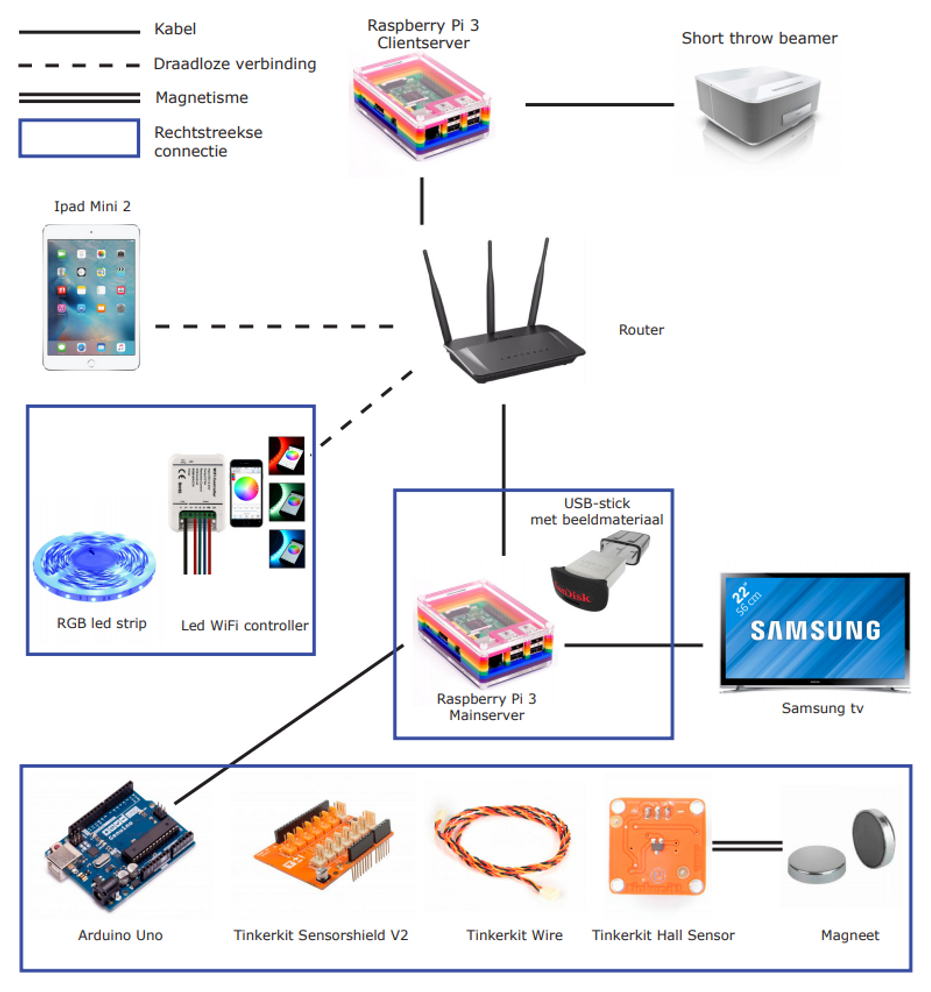 Kabel
Draadloze verbinding
Magnetisme
Rechtstreekse
connectie
Raspberry Pi 3
Clientserver
Short throw beamer
Ipad Mini 2
Router
RGB led strip
Led WiFi controller
USB-stick
met beeldmateriaal
SanDisk
Raspberry Pi 3
Mainserver
22"
56 cm
SAMSUNG
Samsung tv
Arduino Uno
Tinkerkit Sensorshield V2
Tinkerkit Wire
Tinkerkit Hall Sensor
Magneet